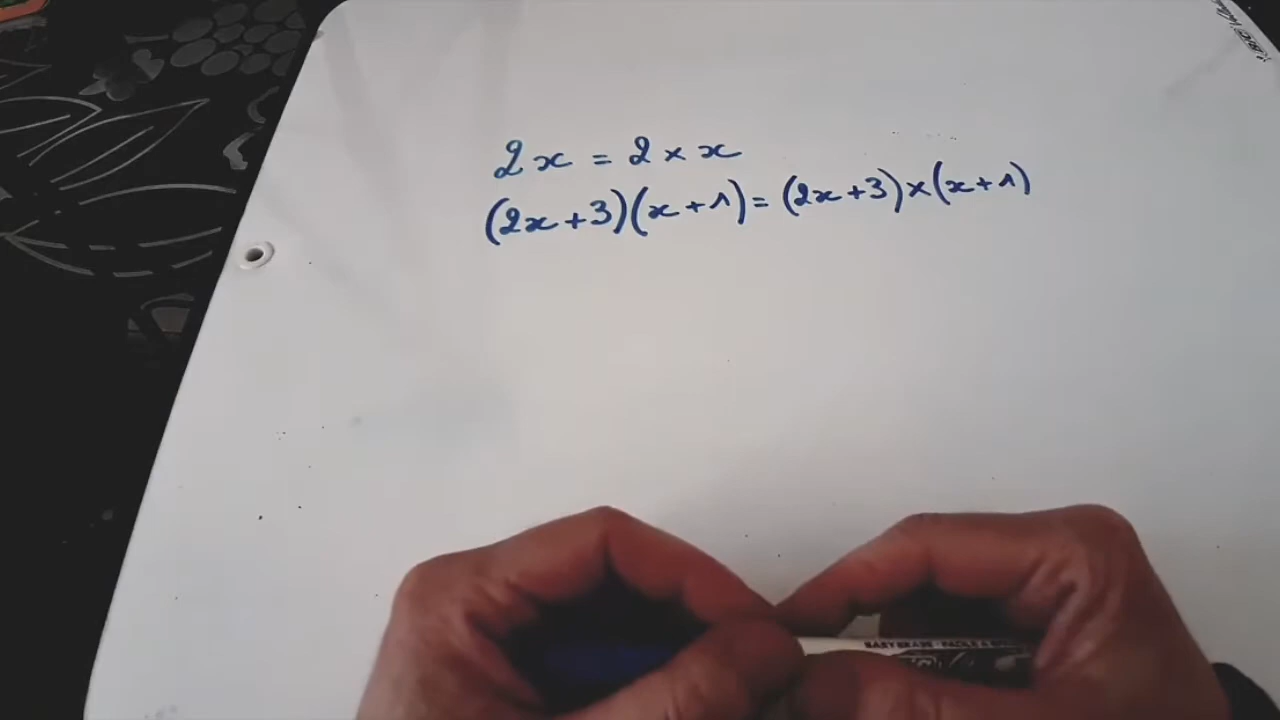 2x = 2 × x
(2x+3)(x+1) = (2x+3)×(x+1)